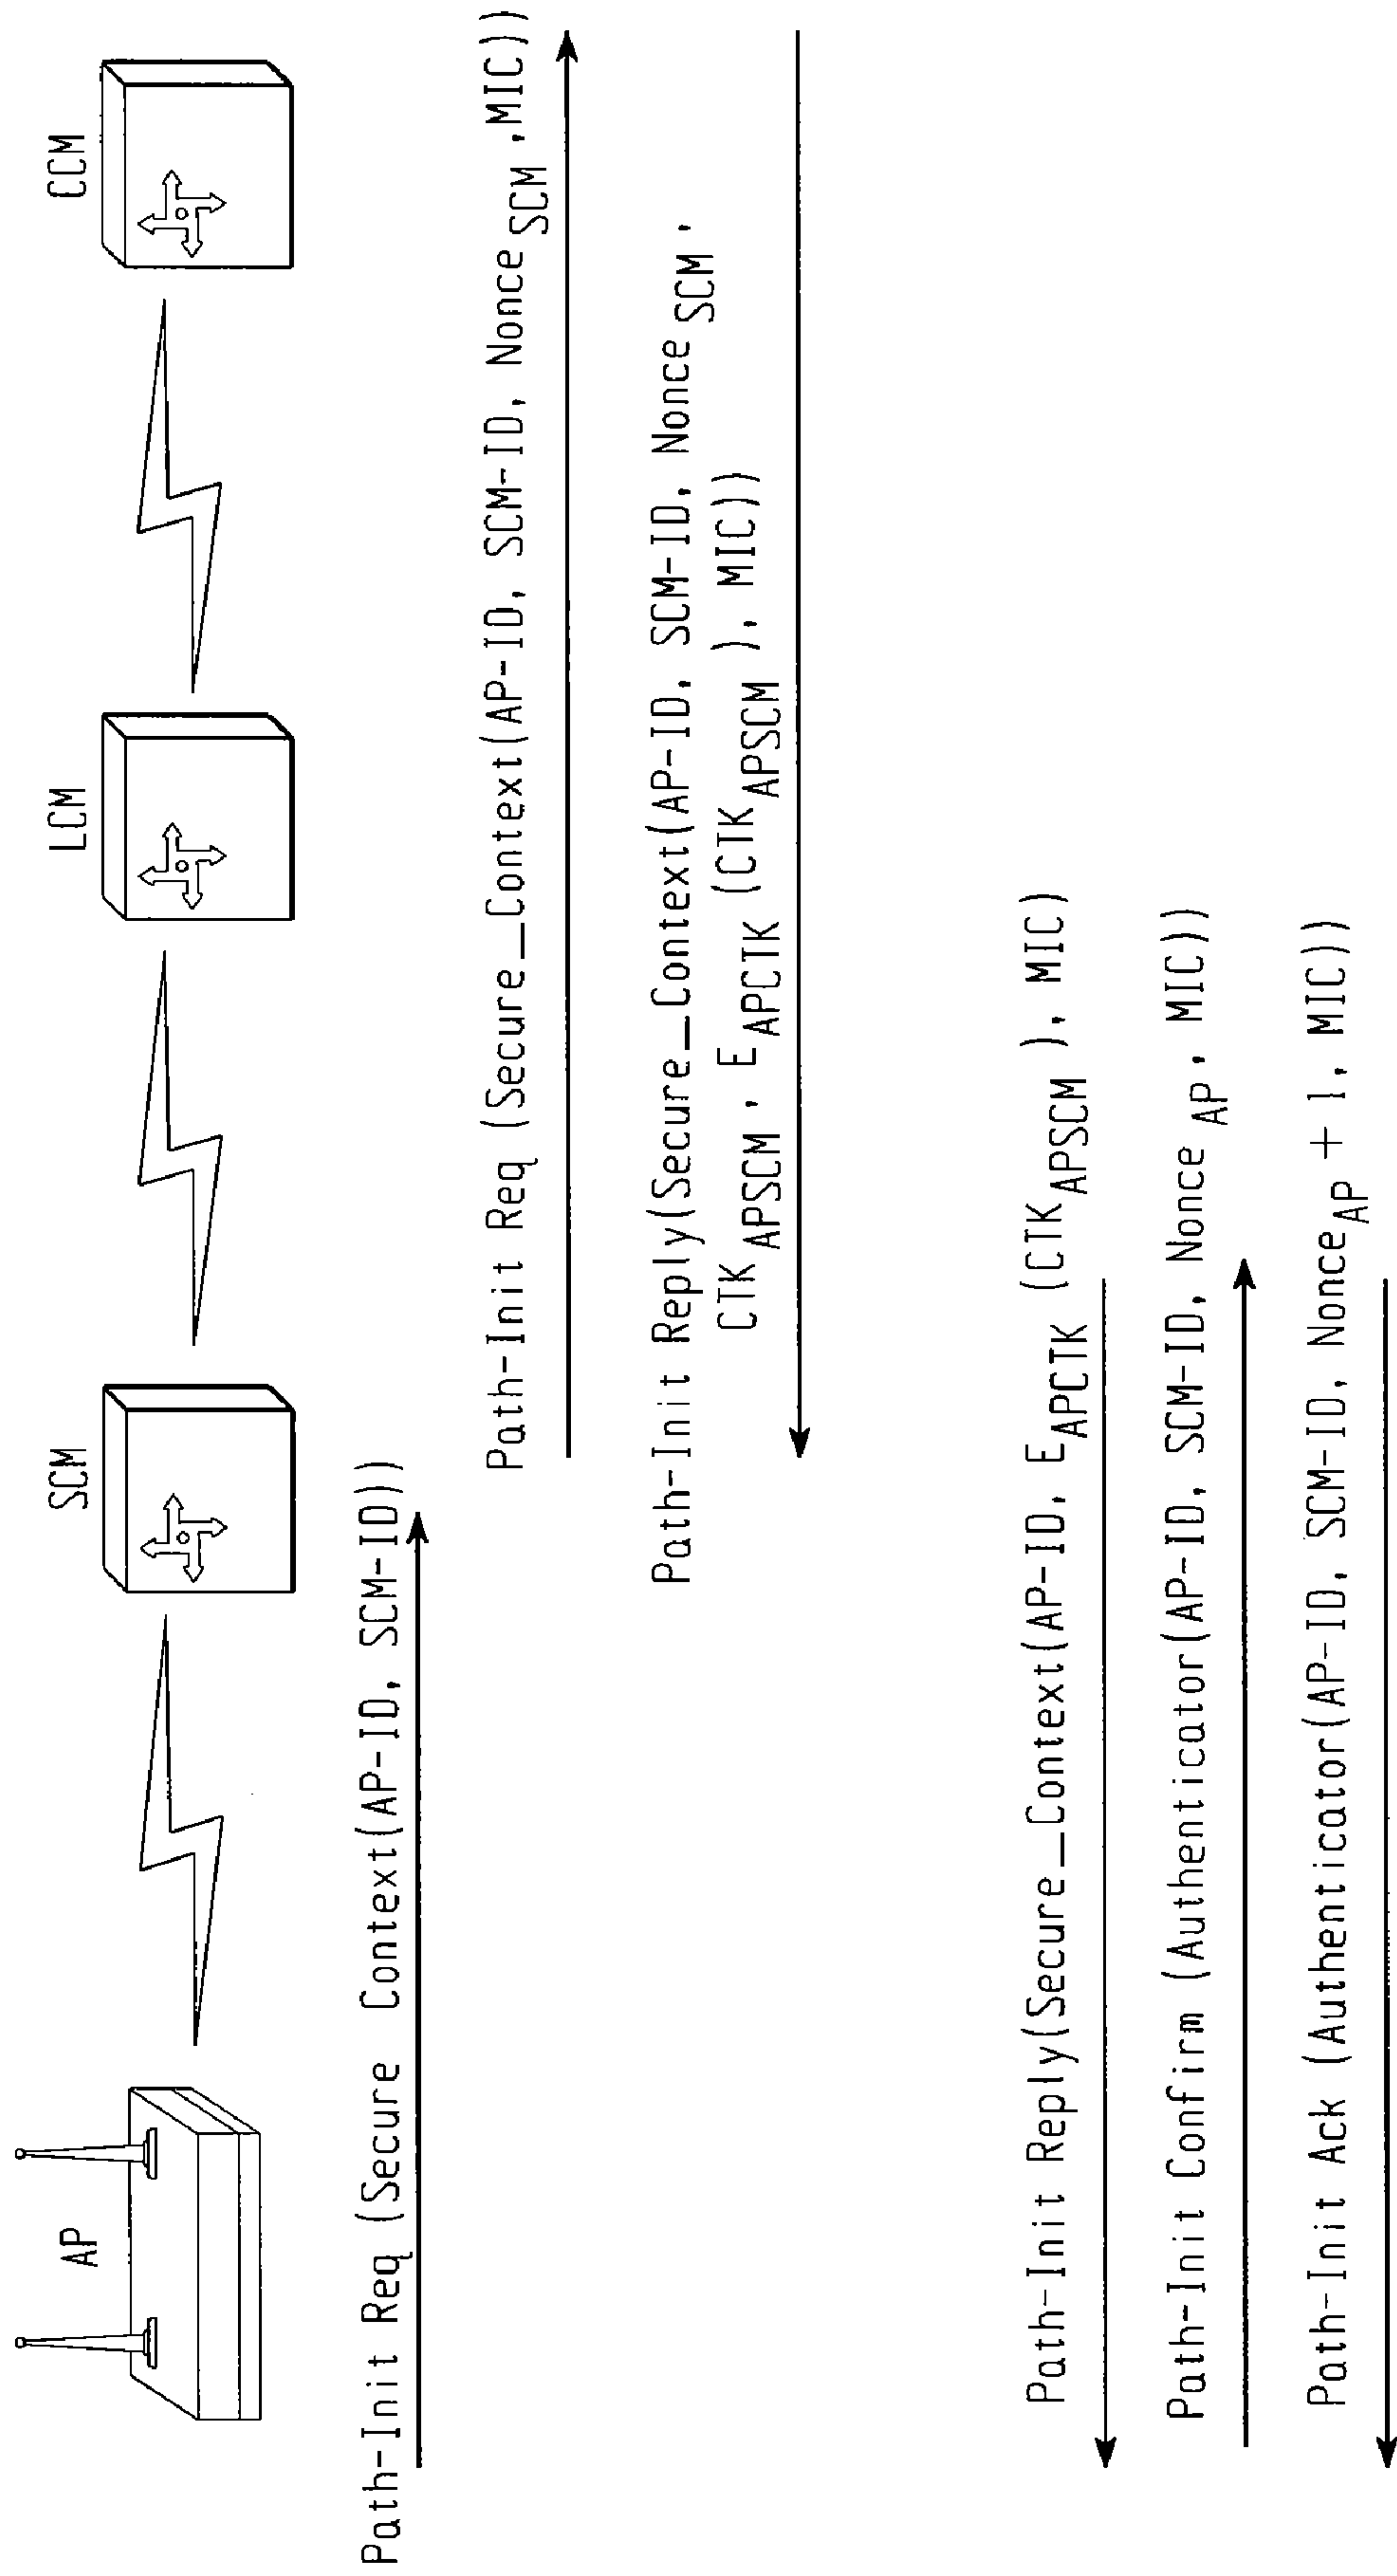 AP
SCM
LCM
CCM
Path-Init Req (Secure Context(AP-ID, SCM-ID))
Path-Init Req (Secure_Context(AP-ID, SCM-ID, Nonce SCM ,MIC))
Path-Init Reply(Secure_Context(AP-ID, SCM-ID, Nonce SCM ,
CTK APSCM , E APCTK (CTK APSCM ), MIC))
Path-Init Reply(Secure_Context(AP-ID, E APCTK (CTK APSCM ), MIC)
Path-Init Confirm (Authenticator(AP-ID, SCM-ID, Nonce AP , MIC))
Path-Init Ack (Authenticator(AP-ID, SCM-ID, Nonce AP + 1, MIC))